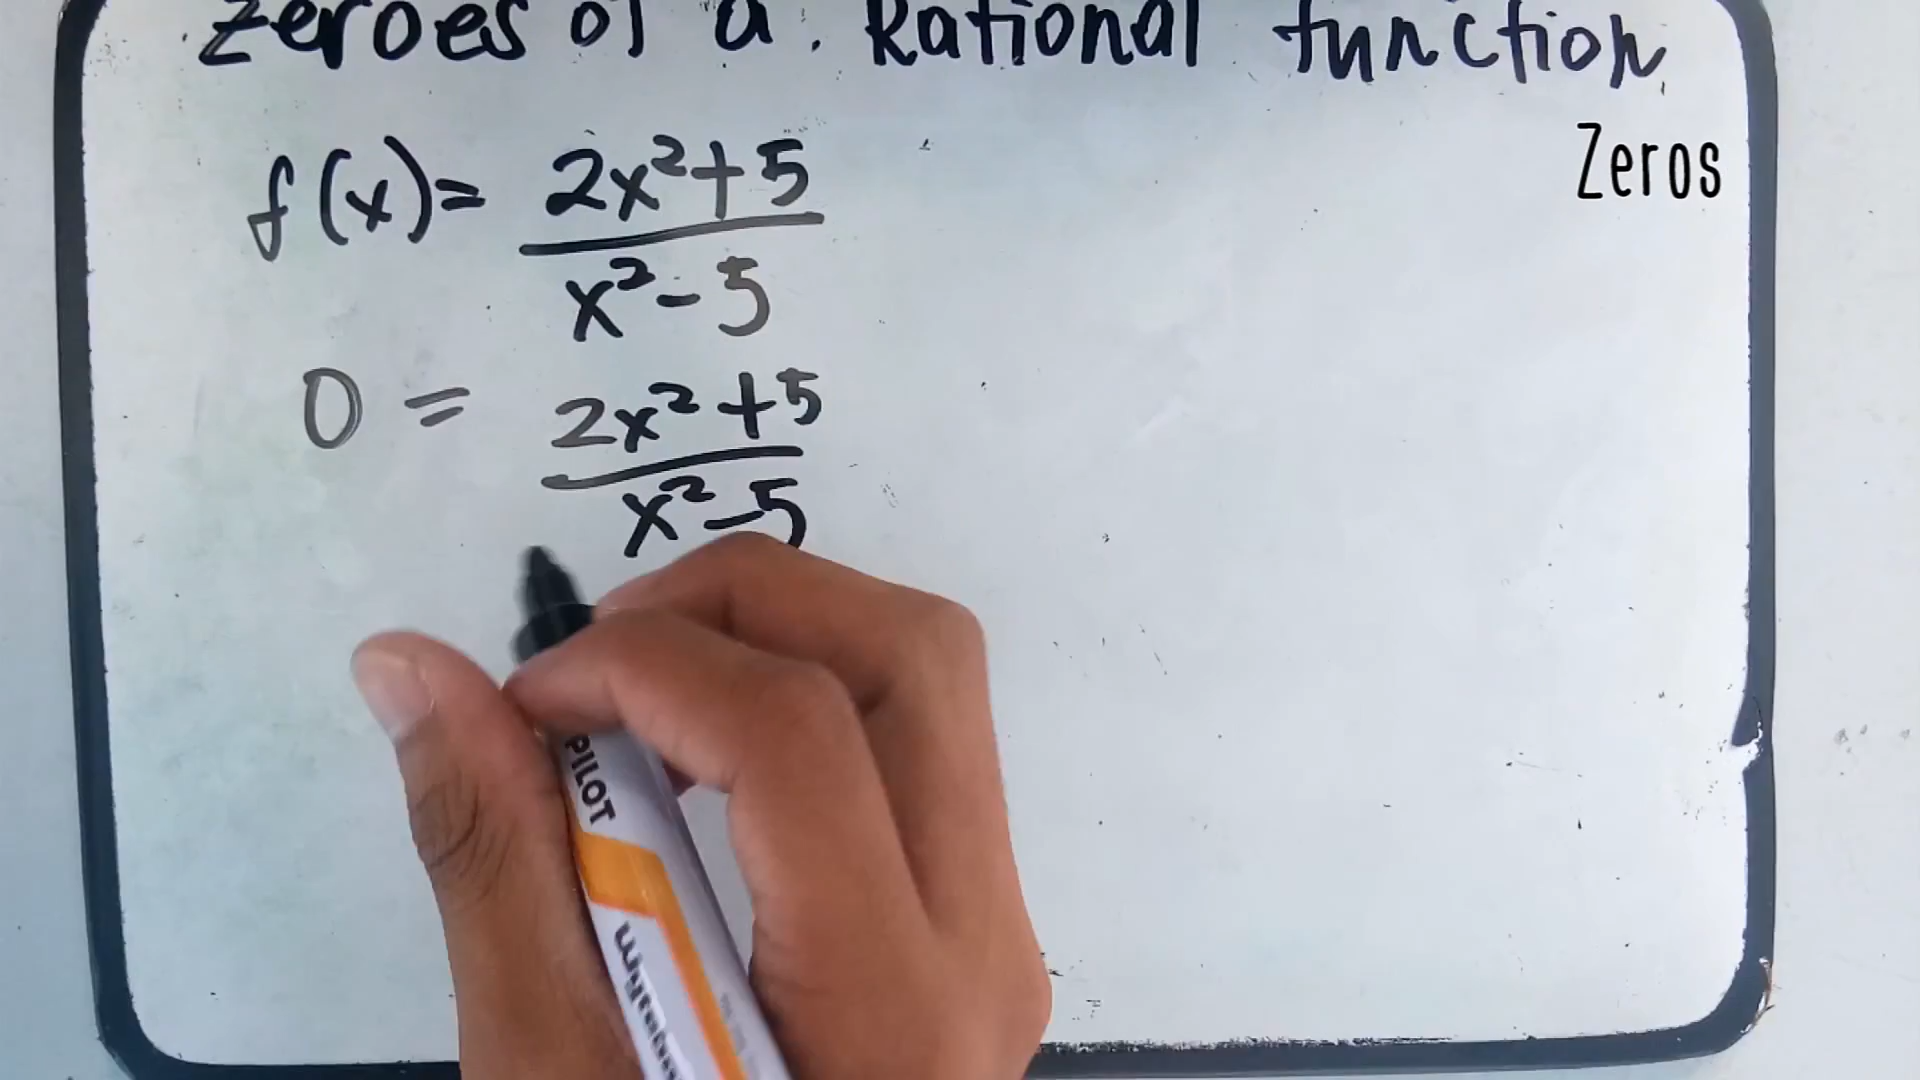 Zeroes of a. Rational function
Zeros
f(x)= 2x²+5
x²-5
0 = 2x²+5
x²-5
PILOT